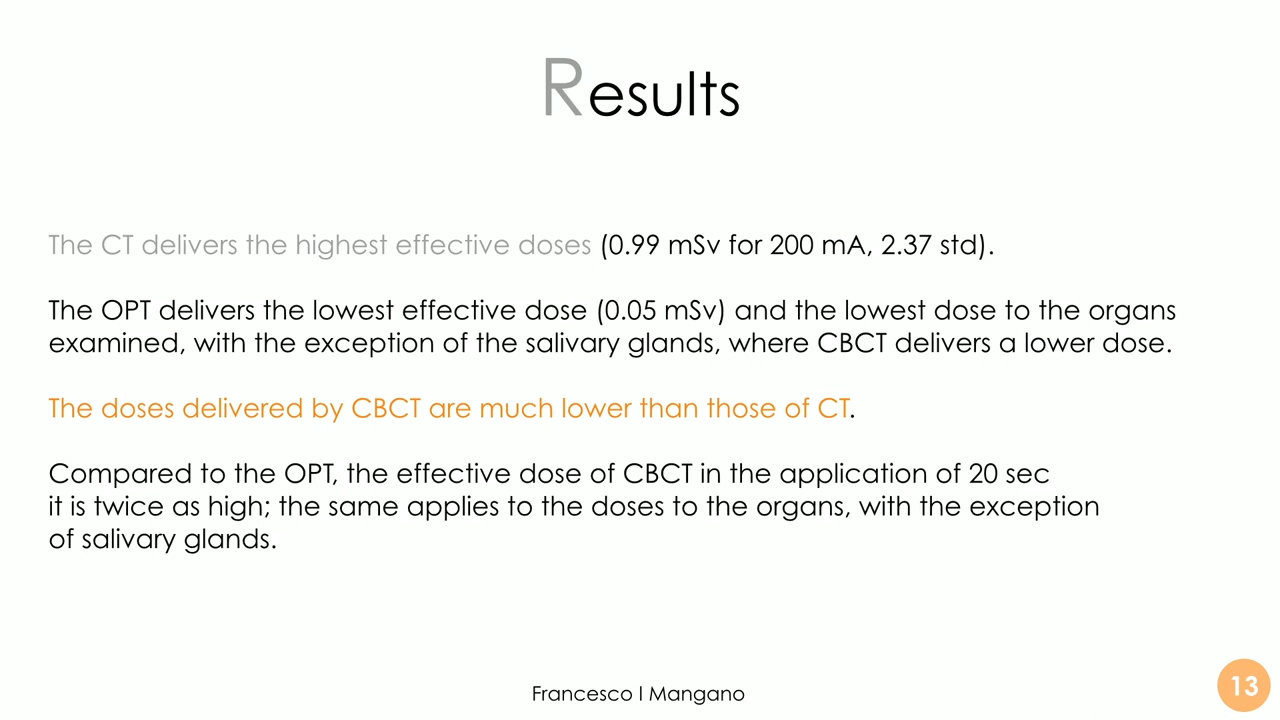 Results
The CT delivers the highest effective doses (0.99 mSv for 200 mA, 2.37 std).
The OPT delivers the lowest effective dose (0.05 mSv) and the lowest dose to the organs
examined, with the exception of the salivary glands, where CBCT delivers a lower dose.
The doses delivered by CBCT are much lower than those of CT.
Compared to the OPT, the effective dose of CBCT in the application of 20 sec
it is twice as high; the same applies to the doses to the organs, with the exception
of salivary glands.
Francesco I Mangano
13